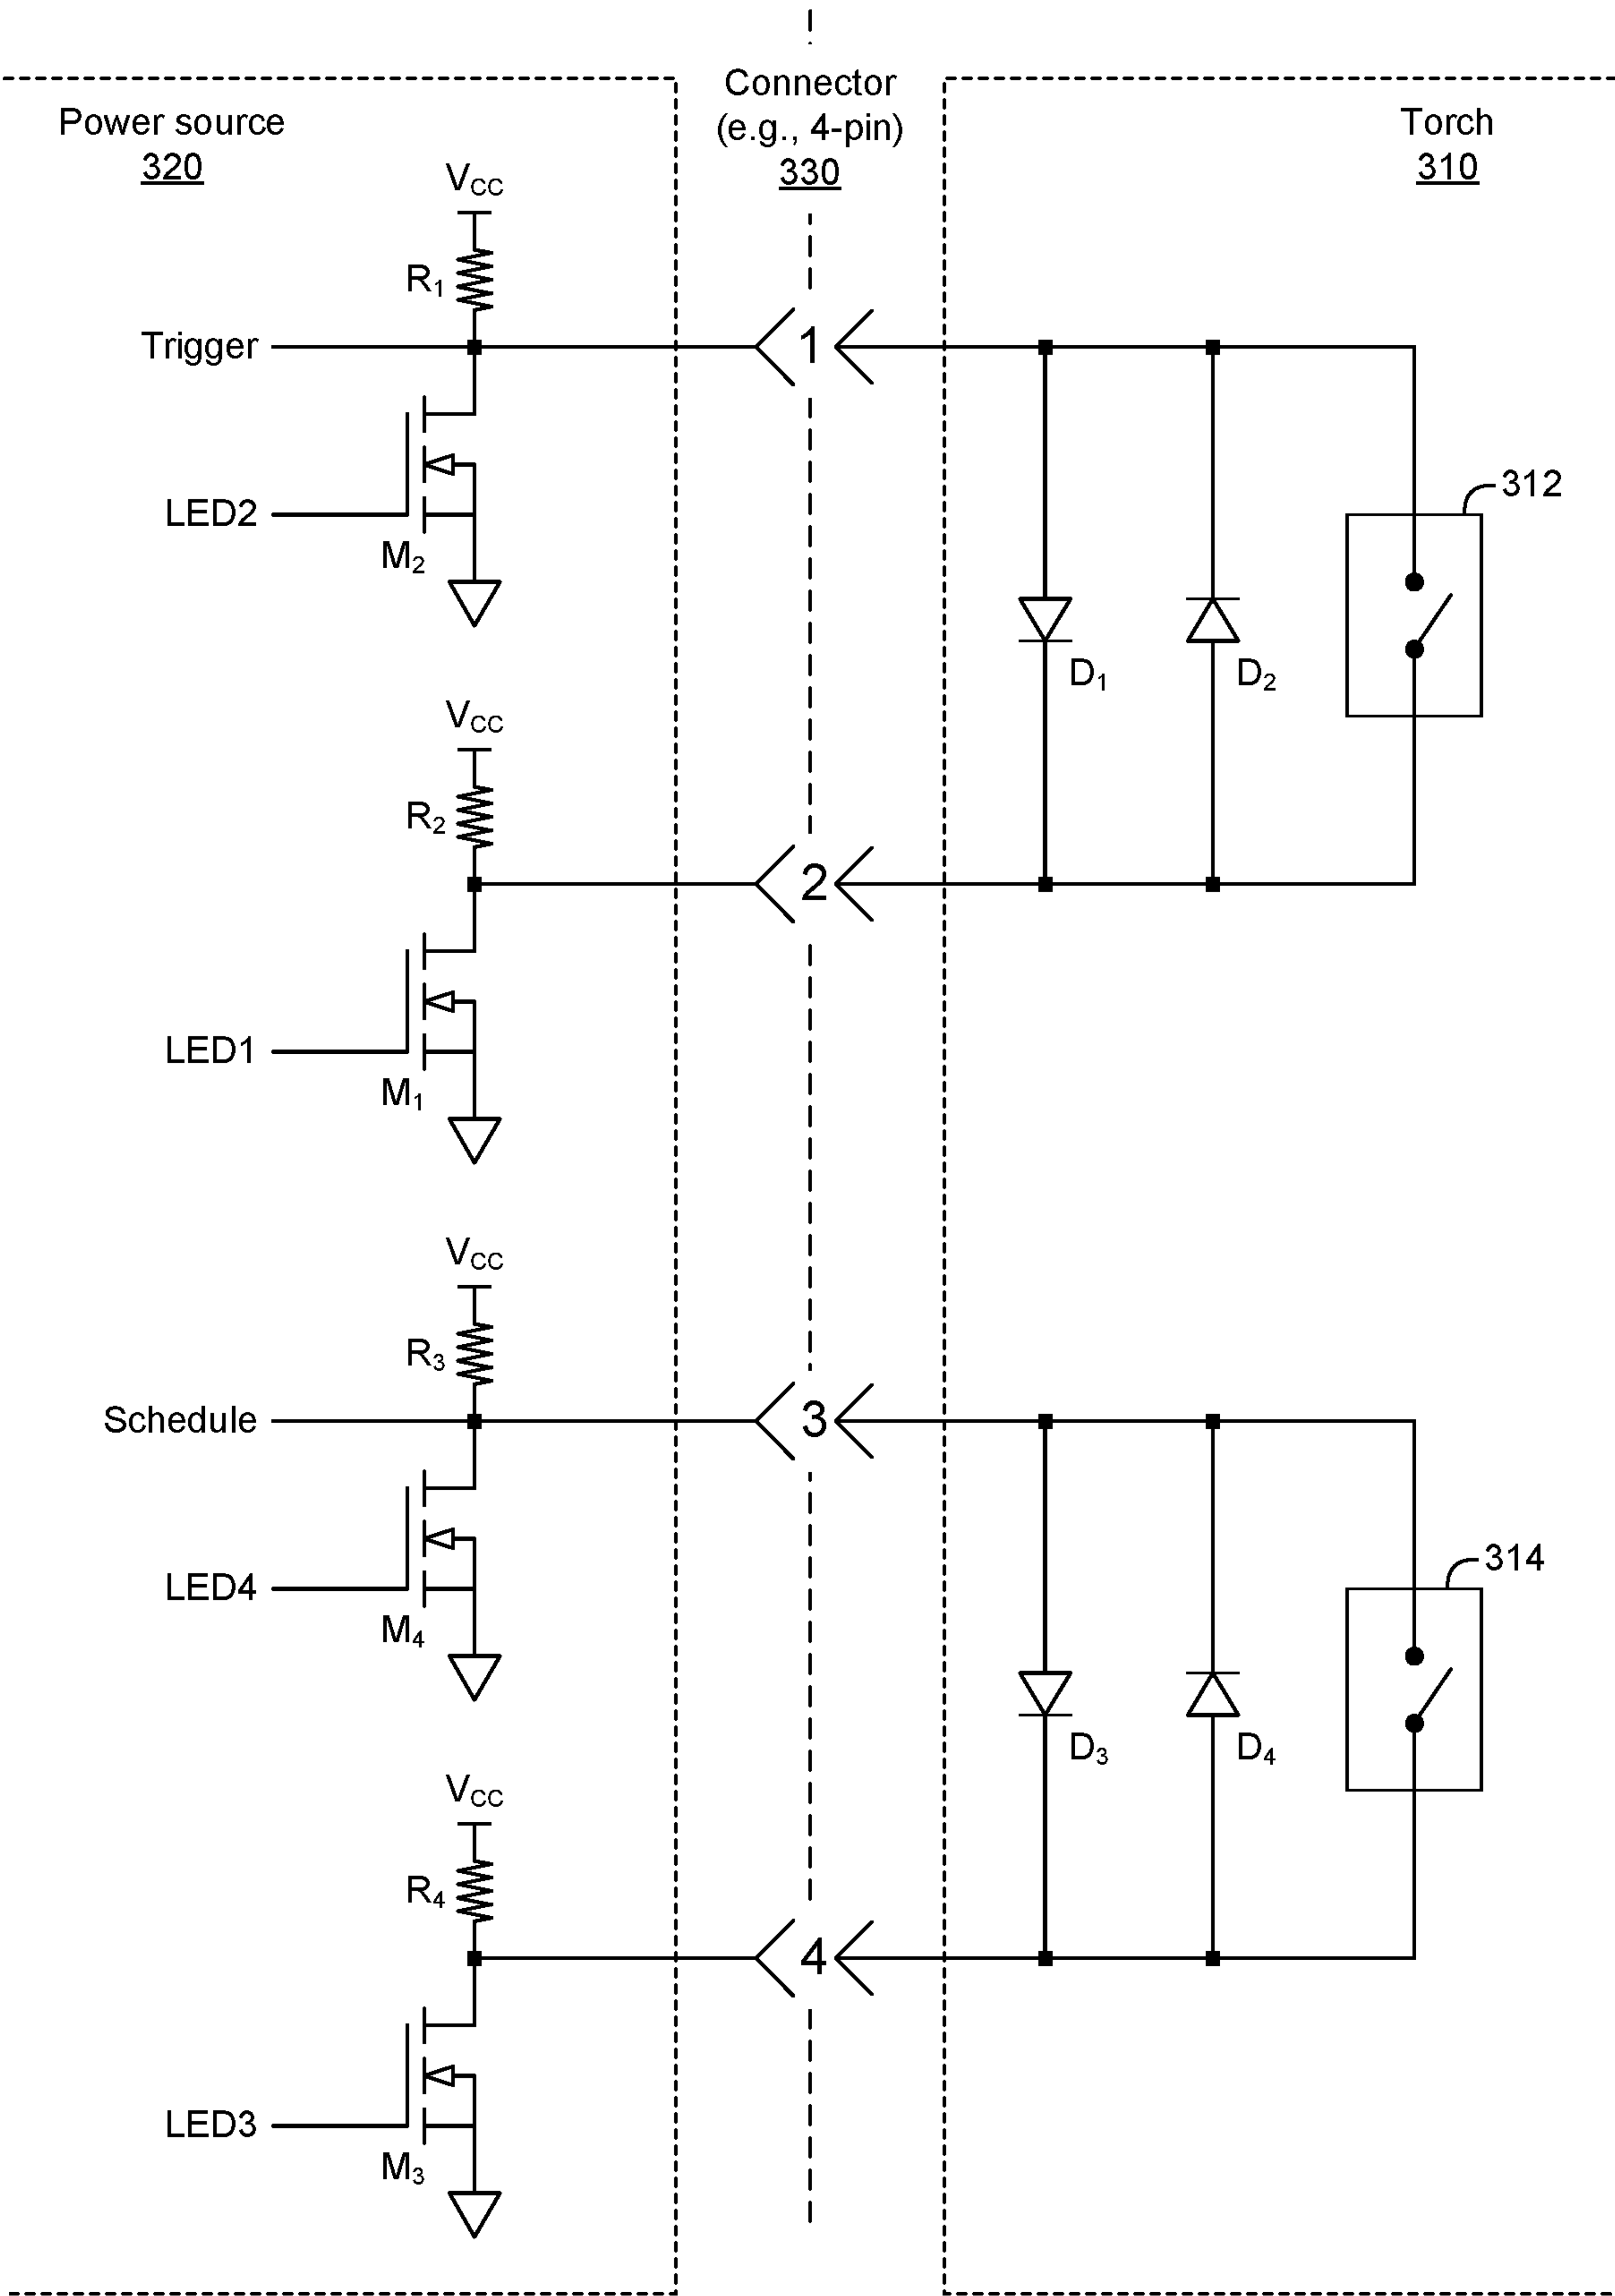 Connector
(e.g., 4-pin)
330
Power source
320
Torch
310
VCC
R1
Trigger
1
LED2
M2
312
D1
D2
VCC
R2
2
LED1
M1
VCC
R3
Schedule
3
LED4
M4
314
D3
D4
VCC
R4
4
LED3
M3